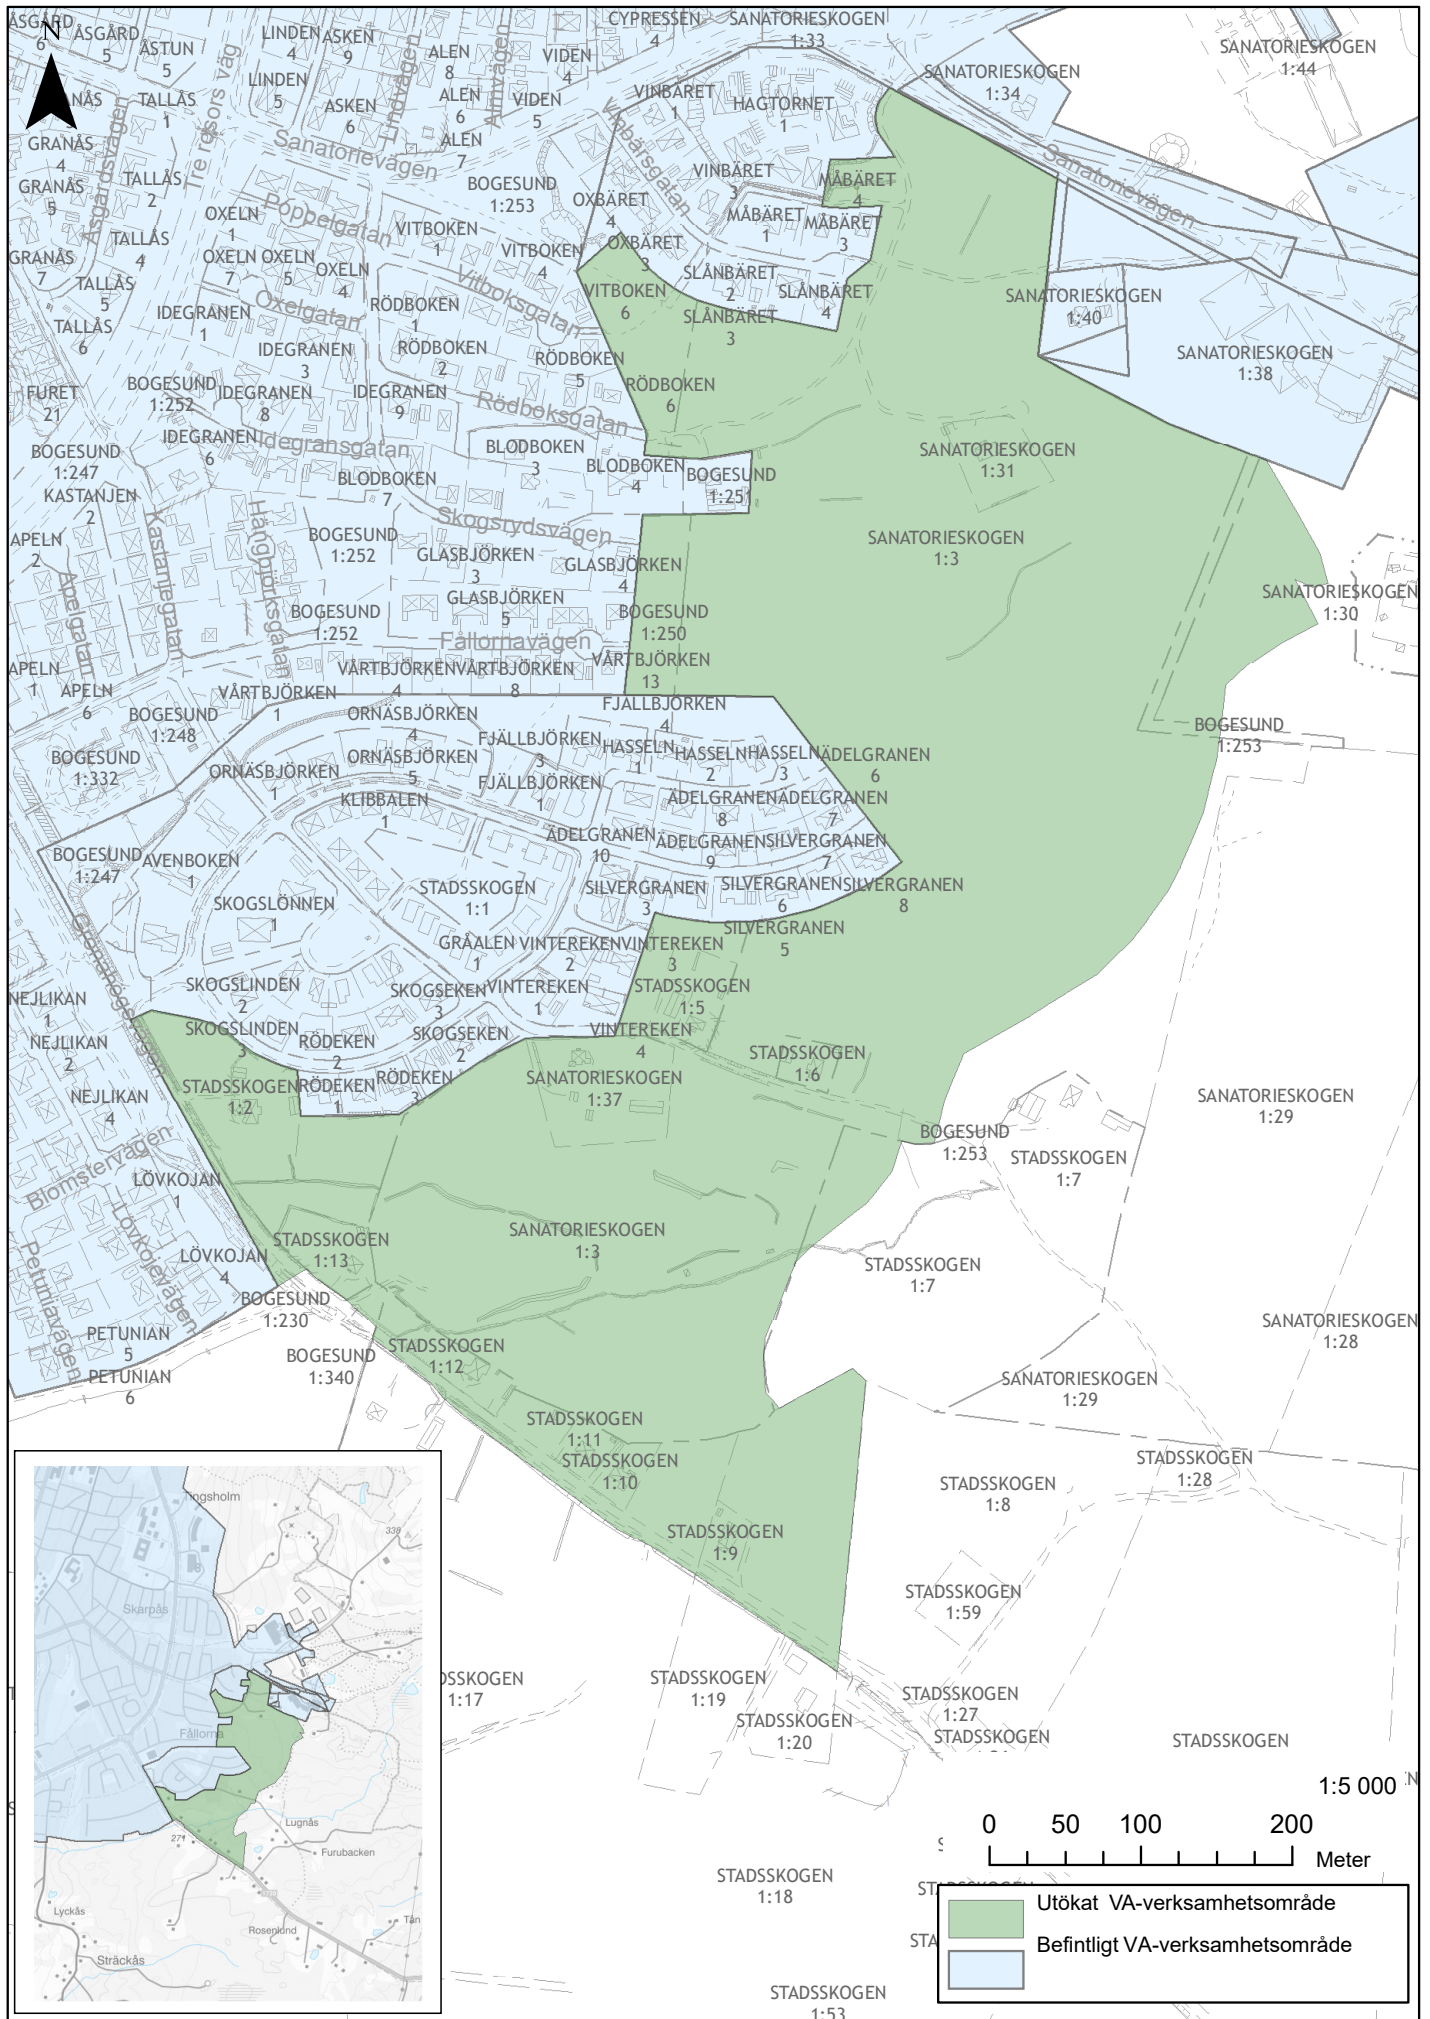 ÅSGÅRD
6
N
ÅSGÅRD
5
ÅSTUN
5
LINDEN
4
ASKEN
9
ALEN
8
VIDEN
4
CYPRESSEN
4
SANATORIESKOGEN
1:33
SANATORIESKOGEN
1:44
LINDEN
5
ASKEN
6
ALEN
6
VIDEN
5
VINBÄRET
1
HAGTORNET
1
SANATORIESKOGEN
1:34
TALLÅS
1
Tre rosors väg
Lindvägen
Almvägen
ALEN
7
Sanatorievägen
GRANÅS
4
GRANÅS
5
Åsgårdsvägen
TALLÅS
2
BOGESUND
1:253
Vinbärsgatan
VINBÄRET
3
MÅBÄRET
4
Sanatorievägen
OXELN
1
Poppelgatan
VITBOKEN
1
OXBÄRET
4
MÅBÄRET
1
MÅBÄRET
3
GRANÅS
7
TALLÅS
4
OXELN
7
OXELN
5
OXELN
4
VITBOKEN
4
OXBÄRET
3
TALLÅS
5
Vitboksgatan
VITBOKEN
6
SLÅNBÄRET
2
SLÅNBÄRET
4
SLÅNBÄRET
3
SANATORIESKOGEN
1:40
TALLÅS
6
IDEGRANEN
1
Oxelgatan
RÖDBOKEN
1
IDEGRANEN
3
RÖDBOKEN
2
RÖDBOKEN
5
SANATORIESKOGEN
1:38
FURET
21
BOGESUND
1:252
IDEGRANEN
8
IDEGRANEN
9
Rödboksgatan
RÖDBOKEN
6
BOGESUND
1:247
IDEGRANEN
6
Idegransgatan
BLODBOKEN
3
BLODBOKEN
4
BOGESUND
1:251
SANATORIESKOGEN
1:31
KASTANJEN
2
BLODBOKEN
7
Skogsrydsvägen
APELN
2
Kastanjegatan
Hängbjörksgatan
BOGESUND
1:252
GLASBJÖRKEN
3
GLASBJÖRKEN
4
SANATORIESKOGEN
1:3
Apelgatan
BOGESUND
1:252
GLASBJÖRKEN
5
BOGESUND
1:250
SANATORIESKOGEN
1:30
Fållornavägen
APELN
1
APELN
6
VÅRTBJÖRKEN
1
VÅRTBJÖRKEN
4
VÅRTBJÖRKEN
8
VÅRTBJÖRKEN
13
BOGESUND
1:248
ORNÄSBJÖRKEN
4
FJÄLLBJÖRKEN
4
BOGESUND
1:253
BOGESUND
1:332
ORNÄSBJÖRKEN
1
ORNÄSBJÖRKEN
5
FJÄLLBJÖRKEN
3
HASSELN
1
HASSELN
2
HASSELN
3
ÄDELGRANEN
6
KLIBBALEN
1
FJÄLLBJÖRKEN
1
ÄDELGRANEN
8
ÄDELGRANEN
7
BOGESUND
1:247
AVENBOKEN
1
ÄDELGRANEN
10
ÄDELGRANEN
9
SILVERGRANEN
7
SKOGSLÖNNEN
1
STADSSKOGEN
1:1
SILVERGRANEN
3
SILVERGRANEN
6
SILVERGRANEN
8
Grönahögsvägen
GRÅALEN
1
VINTEREKEN
2
VINTEREKEN
3
SILVERGRANEN
5
NEJLIKAN
1
SKOGSLINDEN
2
SKOGSEKEN
3
VINTEREKEN
1
STADSSKOGEN
1:5
NEJLIKAN
2
SKOGSLINDEN
3
RÖDEKEN
2
SKOGSEKEN
2
VINTEREKEN
4
STADSSKOGEN
1:6
NEJLIKAN
4
STADSSKOGEN
1:2
RÖDEKEN
1
RÖDEKEN
3
SANATORIESKOGEN
1:37
SANATORIESKOGEN
1:29
Blomstervägen
BOGESUND
1:253
STADSSKOGEN
1:7
LÖVKOJAN
1
Lövkojevägen
SANATORIESKOGEN
1:3
Petuniavägen
LÖVKOJAN
4
STADSSKOGEN
1:13
STADSSKOGEN
1:7
BOGESUND
1:230
SANATORIESKOGEN
1:28
PETUNIAN
5
BOGESUND
1:340
STADSSKOGEN
1:12
PETUNIAN
6
SANATORIESKOGEN
1:29
STADSSKOGEN
1:11
STADSSKOGEN
1:10
STADSSKOGEN
1:28
STADSSKOGEN
1:8
STADSSKOGEN
1:9
STADSSKOGEN
1:59
Tingsholm
338
Skarpås
Fållorna
Lugnås
271
Furubacken
Lyckås
Rosenlund
Tån
Sträckås
1:17
STADSSKOGEN
1:19
STADSSKOGEN
1:27
STADSSKOGEN
1:20
STADSSKOGEN
STADSSKOGEN
1:5 000
0 50 100 200
Meter
STADSSKOGEN
1:18
Utökat VA-verksamhetsområde
Befintligt VA-verksamhetsområde
STADSSKOGEN
1:53